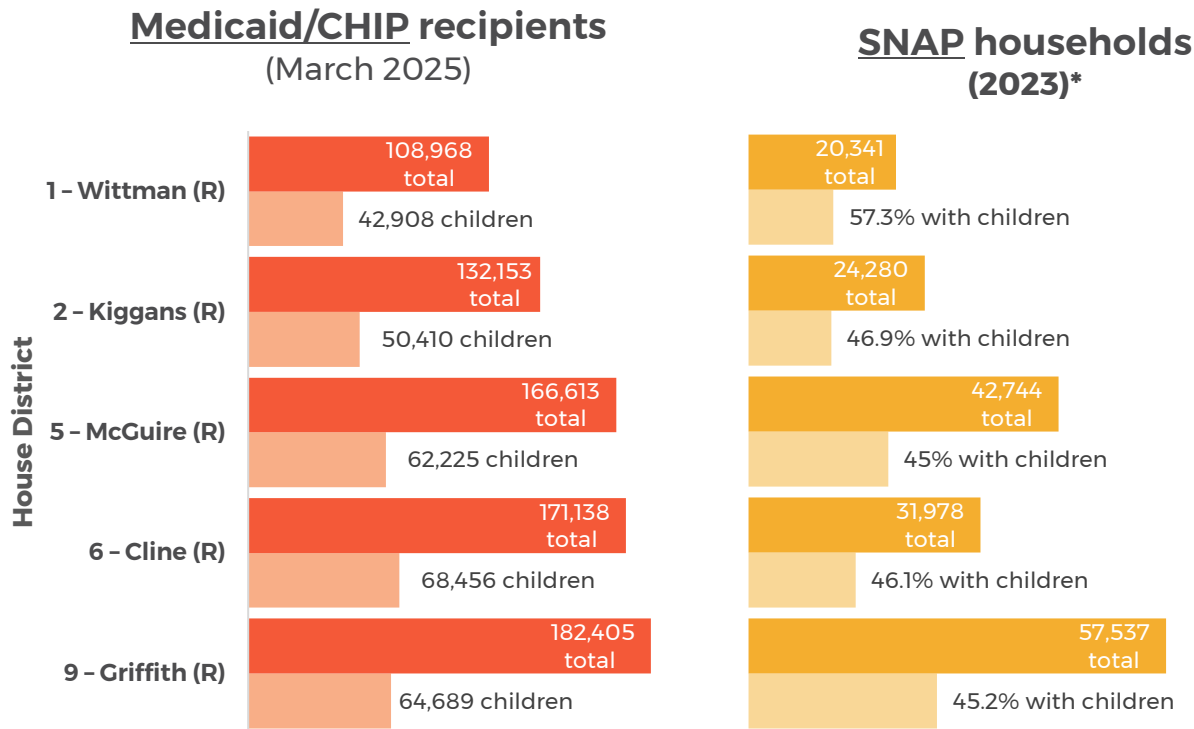 Medicaid/CHIP recipients
(March 2025)
SNAP households
(2023)*
House District
1 – Wittman (R)
108,968
total
42,908 children
20,341
total
57.3% with children
2 – Kiggans (R)
132,153
total
50,410 children
24,280
total
46.9% with children
5 – McGuire (R)
166,613
total
62,225 children
42,744
total
45% with children
6 – Cline (R)
171,138
total
68,456 children
31,978
total
46.1% with children
9 – Griffith (R)
182,405
total
64,689 children
57,537
total
45.2% with children